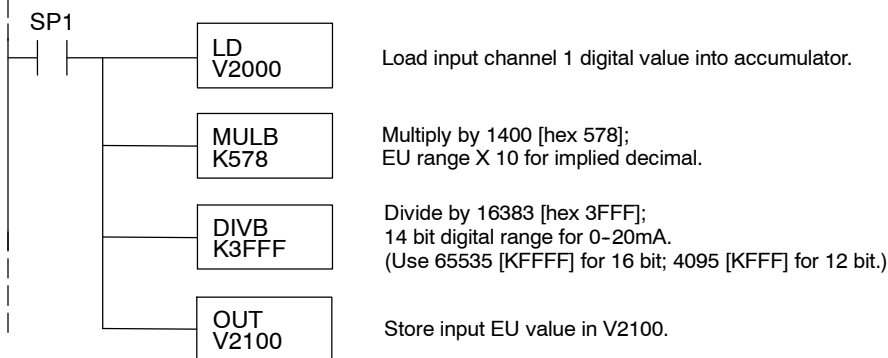 SP1
LD
V2000
Load input channel 1 digital value into accumulator.
MULB
K578
Multiply by 1400 [hex 578];
EU range X 10 for implied decimal.
DIVB
K3FFF
Divide by 16383 [hex 3FFF];
14 bit digital range for 0-20mA.
(Use 65535 [KFFFF] for 16 bit; 4095 [KFFF] for 12 bit.)
OUT
V2100
Store input EU value in V2100.